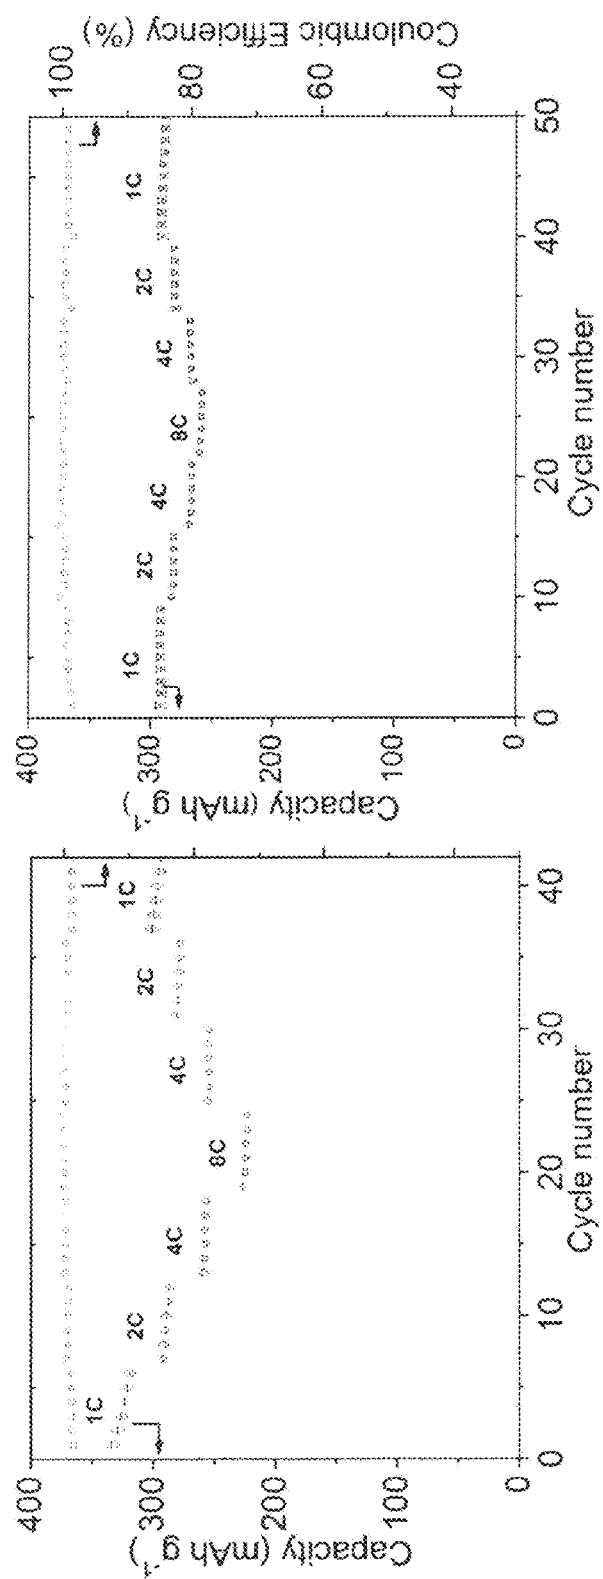 Capacity (mAh g⁻¹)
400
300
200
100
0
1C
2C
4C
8C
4C
2C
1C
0
10
20
30
40
Cycle number
Capacity (mAh g⁻¹)
400
300
200
100
0
1C
2C
4C
8C
4C
2C
1C
0
10
20
30
40
50
Cycle number
100
80
60
40
Coulombic Efficiency (%)